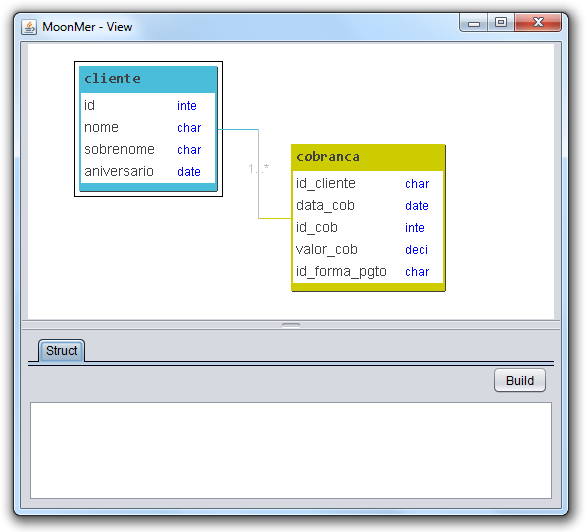 MoonMer - View
cliente
id inte
nome char
sobrenome char
aniversario date
1..*
cobranca
id_cliente char
data_cob date
id_cob inte
valor_cob deci
id_forma_pgto char
Struct
Build